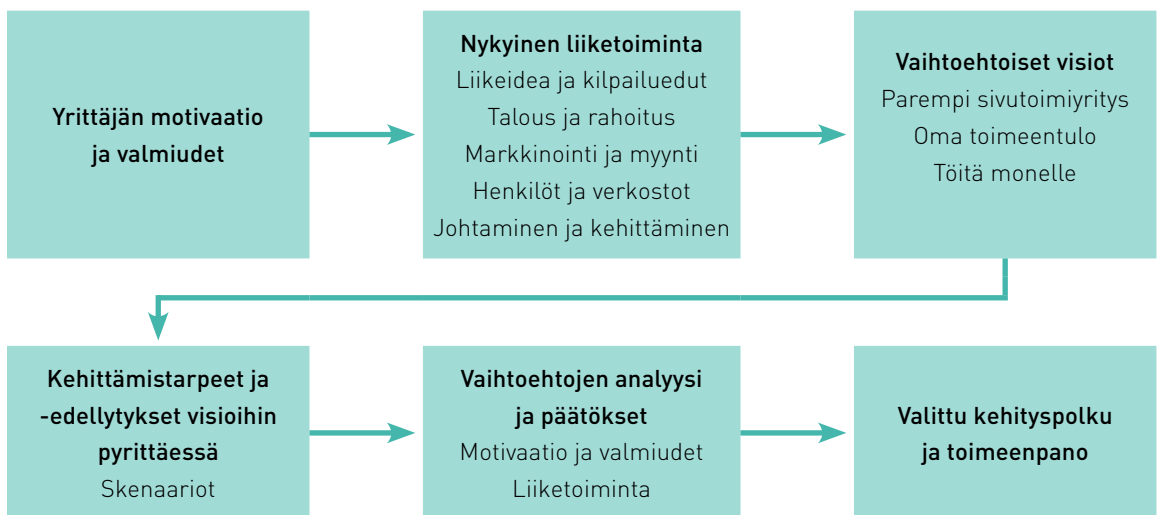 Yrittäjän motivaatio
ja valmiudet
Nykyinen liiketoiminta
Liikeidea ja kilpailuedut
Talous ja rahoitus
Markkinointi ja myynti
Henkilöt ja verkostot
Johtaminen ja kehittäminen
Vaihtoehtoiset visiot
Parempi sivutoimiyritys
Oma toimeentulo
Töitä monelle
Kehittämistarpeet ja
-edellytykset visioihin
pyrittäessä
Skenaariot
Vaihtoehtojen analyysi
ja päätökset
Motivaatio ja valmiudet
Liiketoiminta
Valittu kehityspolku
ja toimeenpano